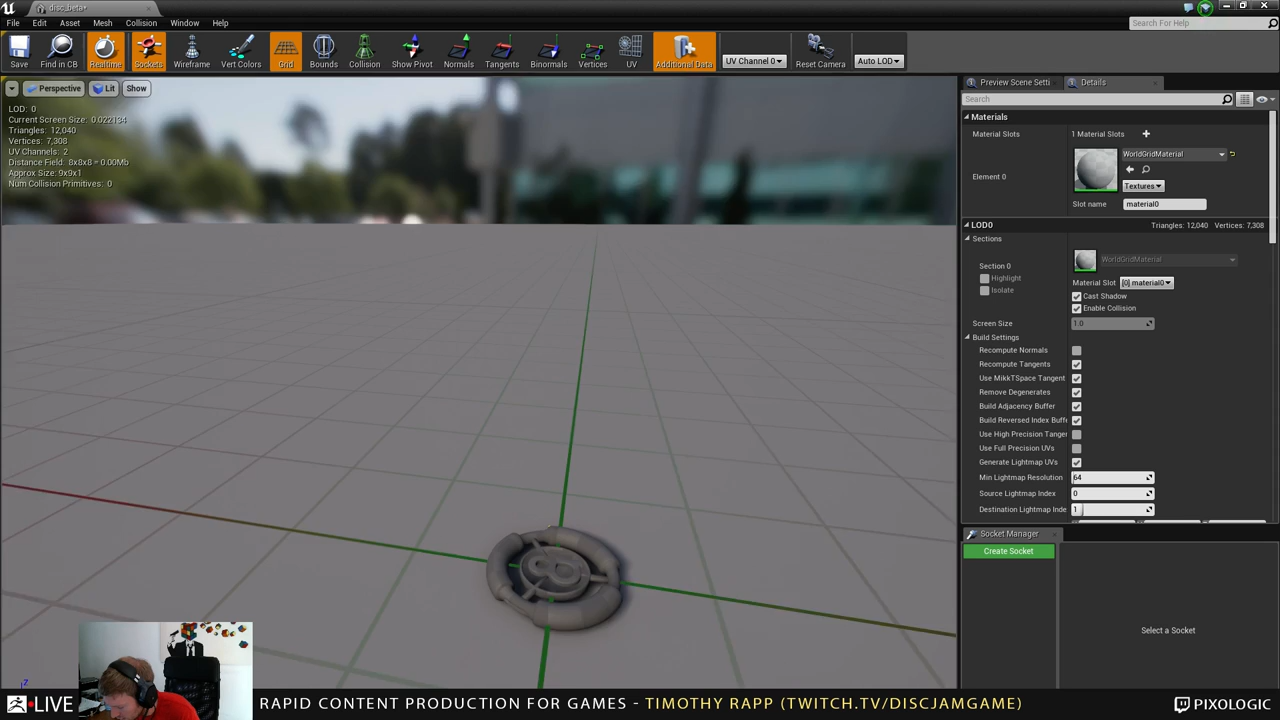 disc_beta*
File Edit Asset Mesh Collision Window Help
Search For Help
Save Find in CB Realtime Sockets Wireframe Vert Colors Grid Bounds Collision Show Pivot Normals Tangents Binormals Vertices UV Additional Data UV Channel 0 Reset Camera Auto LOD
Perspective Lit Show
LOD: 0
Current Screen Size: 0.022134
Triangles: 12,040
Vertices: 7,308
UV Channels: 2
Distance Field: 8x8x8 = 0.00Mb
Approx Size: 9x9x1
Num Collision Primitives: 0
Preview Scene Setti Details
Search
Materials
Material Slots 1 Material Slots
WorldGridMaterial
Element 0
Textures
Slot name material0
LOD0 Triangles: 12,040 Vertices: 7,308
Sections
WorldGridMaterial
Section 0
Highlight
Isolate
Material Slot [0] material0
Cast Shadow
Enable Collision
Screen Size 1.0
Build Settings
Recompute Normals
Recompute Tangents
Use MikkTSpace Tangent
Remove Degenerates
Build Adjacency Buffer
Build Reversed Index Buff
Use High Precision Tanger
Use Full Precision UVs
Generate Lightmap UVs
Min Lightmap Resolution 64
Source Lightmap Index 0
Destination Lightmap Inde 1
Socket Manager
Create Socket
Select a Socket
Z
LIVE RAPID CONTENT PRODUCTION FOR GAMES - TIMOTHY RAPP (TWITCH.TV/DISCJAMGAME) PIXOLOGIC